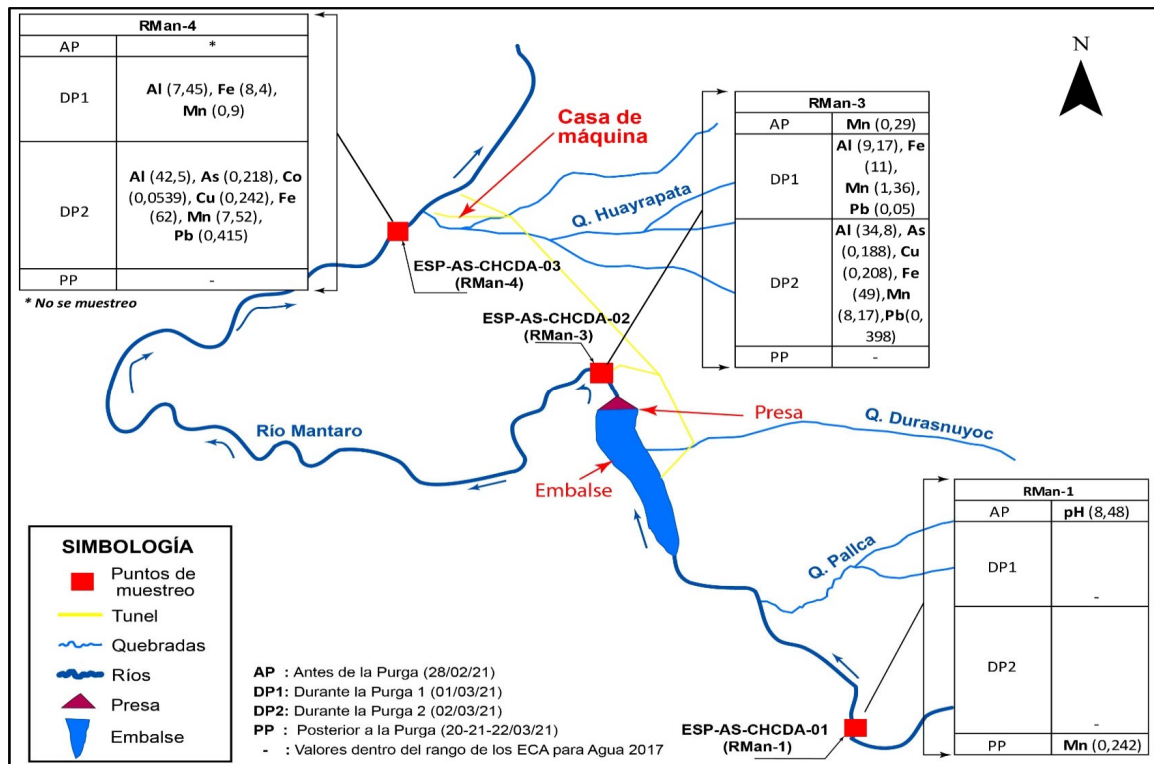 RMan-4
AP *
DP1 Al (7,45), Fe (8,4),
Mn (0,9)
DP2 Al (42,5), As (0,218), Co
(0,0539), Cu (0,242), Fe
(62), Mn (7,52),
Pb (0,415)
PP -
* No se muestreo
N
RMan-3
AP Mn (0,29)
DP1 Al (9,17), Fe
(11),
Mn (1,36),
Pb (0,05)
DP2 Al (34,8), As
(0,188), Cu
(0,208), Fe
(49),Mn
(8,17),Pb(0,
398)
PP -
Casa de
máquina
Q. Huayrapata
ESP-AS-CHCDA-03
(RMan-4)
ESP-AS-CHCDA-02
(RMan-3)
Presa
Q. Durasnuyoc
Río Mantaro
Embalse
Q. Pallca
RMan-1
AP pH (8,48)
DP1 -
DP2 -
PP Mn (0,242)
ESP-AS-CHCDA-01
(RMan-1)
SIMBOLOGÍA
Puntos de
muestreo
Tunel
Quebradas
Ríos
Presa
Embalse
AP : Antes de la Purga (28/02/21)
DP1: Durante la Purga 1 (01/03/21)
DP2: Durante la Purga 2 (02/03/21)
PP : Posterior a la Purga (20-21-22/03/21)
- : Valores dentro del rango de los ECA para Agua 2017